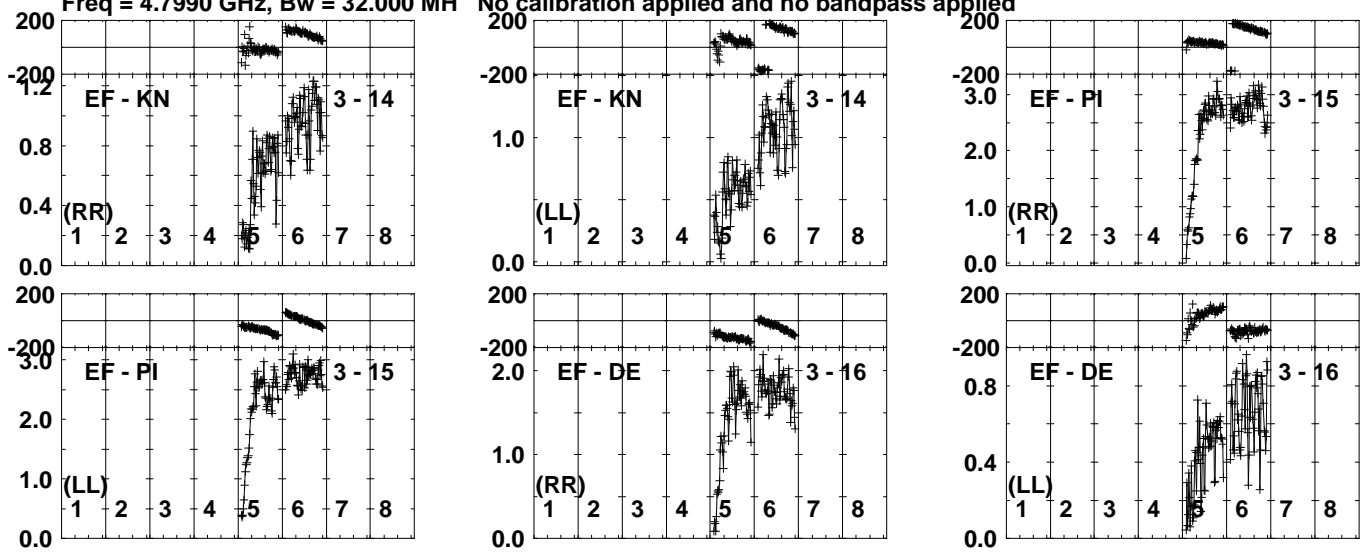 Freq = 4.7990 GHz, Bw = 32.000 MH No calibration applied and no bandpass applied
200
-200
1.2
0.8
0.4
0.0
EF - KN
3 - 14
(RR)
1 2 3 4 5 6 7 8
200
-200
1.0
0.0
EF - KN
3 - 14
(LL)
1 2 3 4 5 6 7 8
200
-200
3.0
2.0
1.0
0.0
EF - PI
3 - 15
(RR)
1 2 3 4 5 6 7 8
200
-200
3.0
2.0
1.0
0.0
EF - PI
3 - 15
(LL)
1 2 3 4 5 6 7 8
200
-200
2.0
1.0
0.0
EF - DE
3 - 16
(RR)
1 2 3 4 5 6 7 8
200
-200
0.8
0.4
0.0
EF - DE
3 - 16
(LL)
1 2 3 4 5 6 7 8